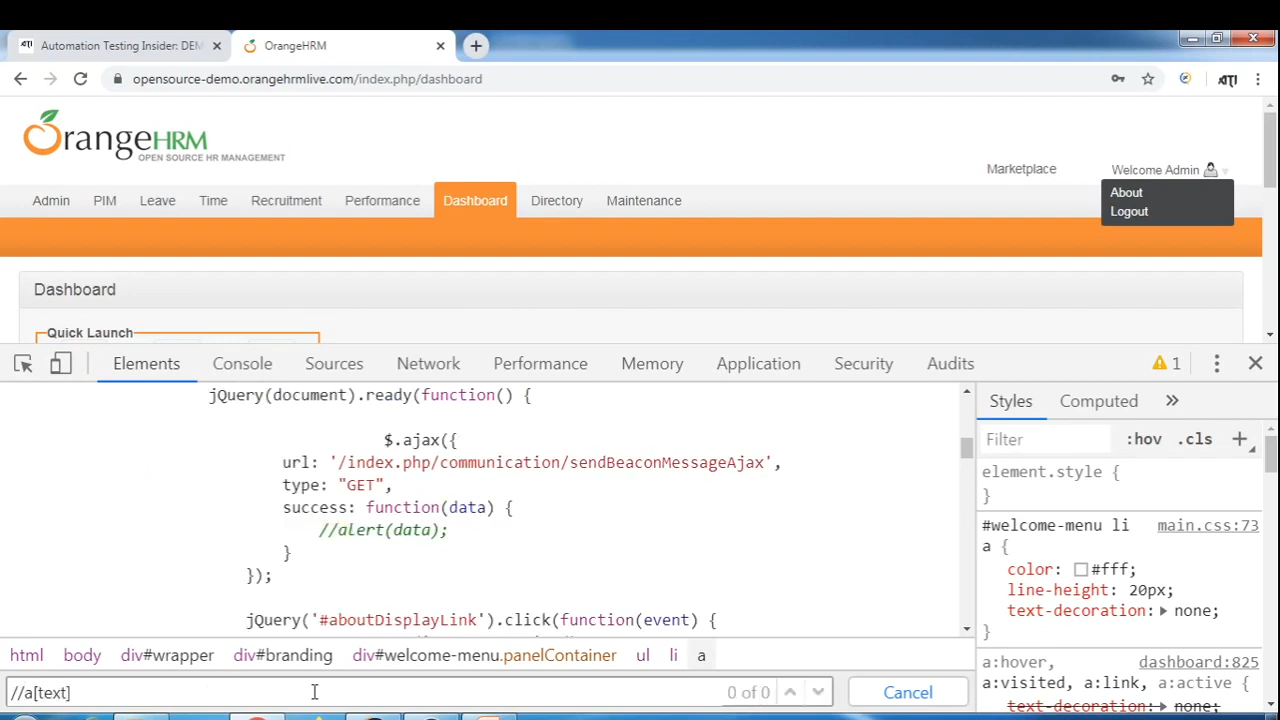 Automation Testing Insider: DEM
OrangeHRM
opensource-demo.orangehrmlive.com/index.php/dashboard
ATI
OrangeHRM
OPEN SOURCE HR MANAGEMENT
Marketplace
Welcome Admin
About
Logout
Admin PIM Leave Time Recruitment Performance Dashboard Directory Maintenance
Dashboard
Quick Launch
Elements Console Sources Network Performance Memory Application Security Audits 1
jQuery(document).ready(function() {
$.ajax({
url: '/index.php/communication/sendBeaconMessageAjax',
type: "GET",
success: function(data) {
//alert(data);
}
});
jQuery('#aboutDisplayLink').click(function(event) {
html body div#wrapper div#branding div#welcome-menu.panelContainer ul li a
//a[text]
0 of 0
Cancel
Styles Computed »
Filter :hov .cls +
element.style {
}
#welcome-menu li main.css:73
a {
color: #fff;
line-height: 20px;
text-decoration: none;
}
a:hover, dashboard:825
a:visited, a:link, a:active {
text-decoration: none;